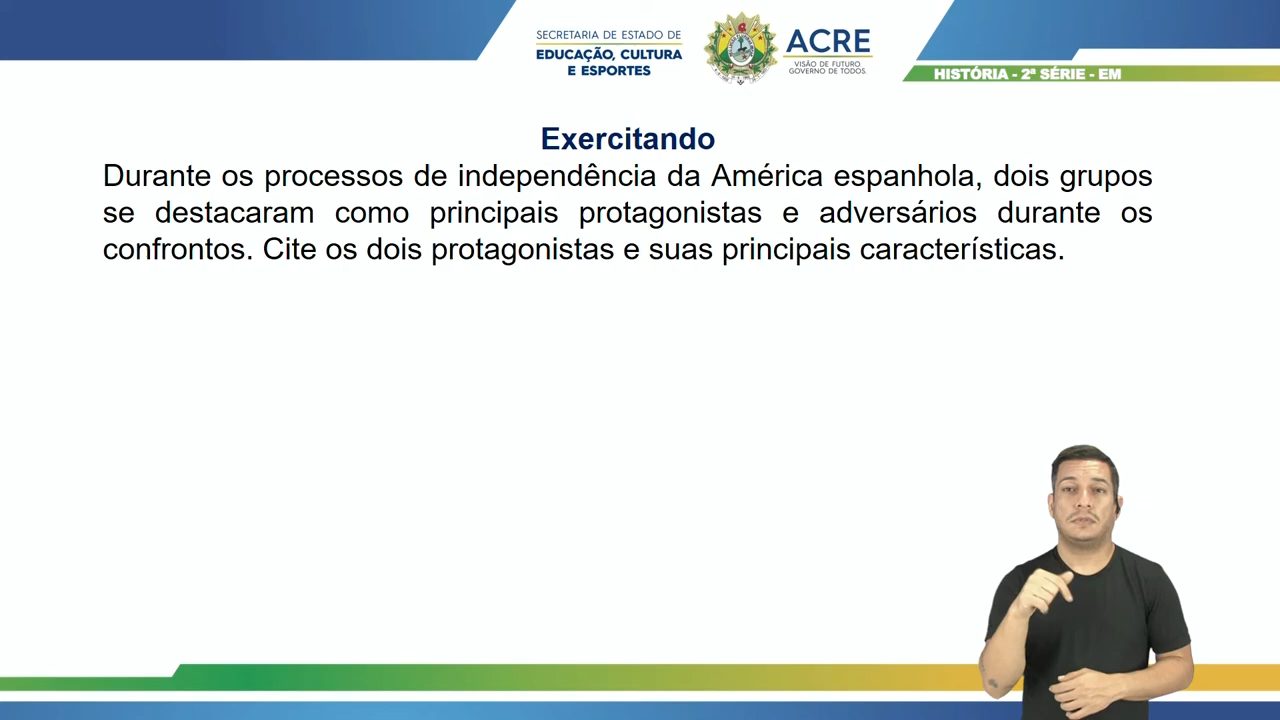 SECRETARIA DE ESTADO DE
EDUCAÇÃO, CULTURA
E ESPORTES
ACRE
VISÃO DE FUTURO.
GOVERNO DE TODOS.
HISTÓRIA - 2ª SÉRIE - EM
Exercitando
Durante os processos de independência da América espanhola, dois grupos
se destacaram como principais protagonistas e adversários durante os
confrontos. Cite os dois protagonistas e suas principais características.